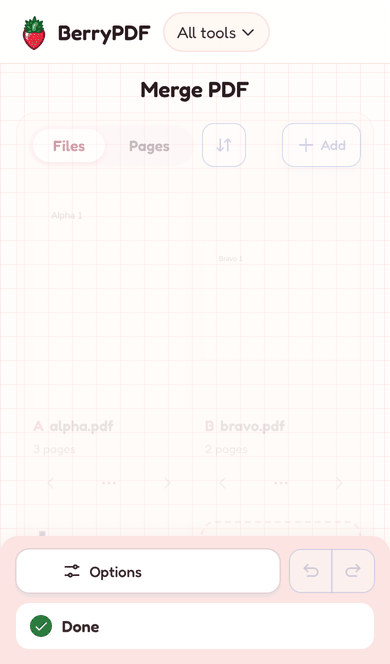 BerryPDF
All tools
Merge PDF
Files
Pages
Add
Alpha 1
Bravo 1
A alpha.pdf
B bravo.pdf
3 pages
2 pages
Options
Done